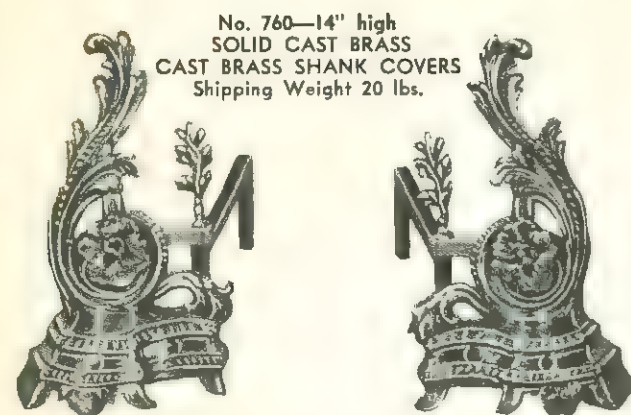 No. 760—14" high
SOLID CAST BRASS
CAST BRASS SHANK COVERS
Shipping Weight 20 lbs.